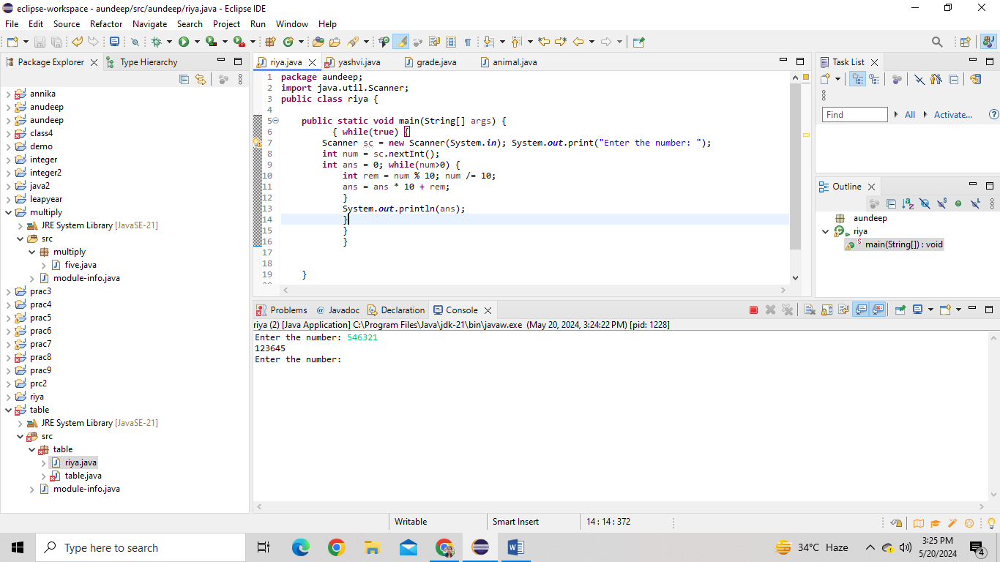 eclipse-workspace - aundeep/src/aundeep/riya.java - Eclipse IDE
File Edit Source Refactor Navigate Search Project Run Window Help
Package Explorer Type Hierarchy
annika
anudeep
aundeep
class4
demo
integer
integer2
java2
leapyear
multiply
JRE System Library [JavaSE-21]
src
multiply
five.java
module-info.java
prac3
prac4
prac5
prac6
prac7
prac8
prac9
prc2
riya
table
JRE System Library [JavaSE-21]
src
table
riya.java
table.java
module-info.java
riya.java yashvi.java grade.java animal.java
1 package aundeep;
2 import java.util.Scanner;
3 public class riya {
4
5 public static void main(String[] args) {
6 { while(true) {
7 Scanner sc = new Scanner(System.in); System.out.print("Enter the number: ");
8 int num = sc.nextInt();
9 int ans = 0; while(num>0) {
10 int rem = num % 10; num /= 10;
11 ans = ans * 10 + rem;
12 }
13 System.out.println(ans);
14 }
15 }
16 }
17
18
19 }
Task List
Find All Activate...
Outline
aundeep
riya
main(String[]) : void
Problems Javadoc Declaration Console
riya (2) [Java Application] C:\Program Files\Java\jdk-21\bin\javaw.exe (May 20, 2024, 3:24:22 PM) [pid: 1228]
Enter the number: 546321
123645
Enter the number:
Writable Smart Insert 14 : 14 : 372
Type here to search
34°C Haze
3:25 PM
5/20/2024
4